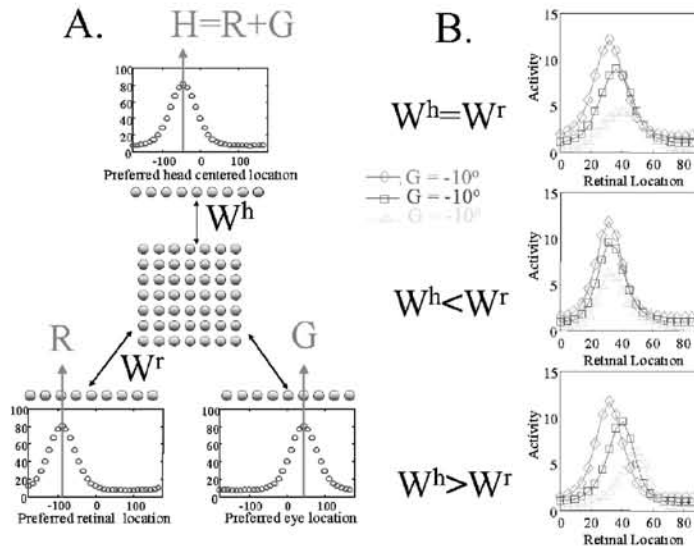 A.
H=R+G
100
80
60
40
20
0
-100 0 100
Preferred head centered location
W^h
R
G
W^r
100
80
60
40
20
0
-100 0 100
Preferred retinal location
100
80
60
40
20
0
-100 0 100
Preferred eye location
B.
W^h=W^r
G = -10°
G = -10°
G = -10°
W^h<W^r
W^h>W^r
15
10
5
0
Activity
0 20 40 60 80
Retinal Location
15
10
5
0
Activity
0 20 40 60 80
Retinal Location
15
10
5
0
Activity
0 20 40 60 80
Retinal Location